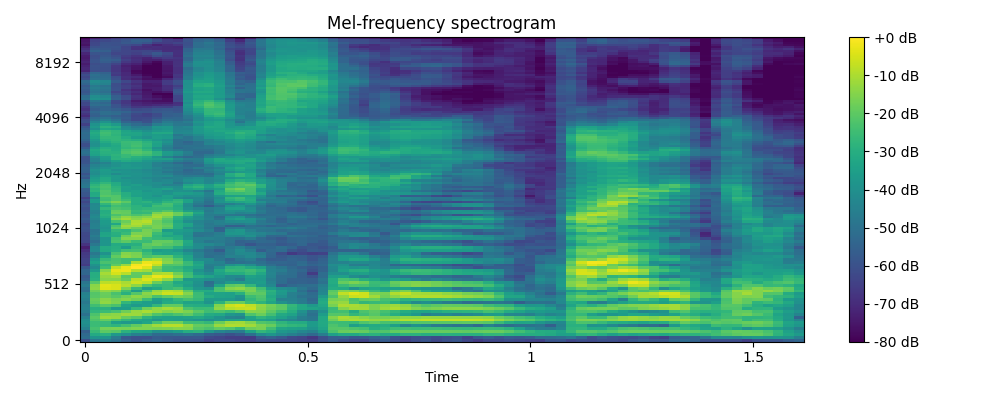 Mel-frequency spectrogram
Hz
8192
4096
2048
1024
512
0
0
0.5
1
1.5
Time
+0 dB
-10 dB
-20 dB
-30 dB
-40 dB
-50 dB
-60 dB
-70 dB
-80 dB